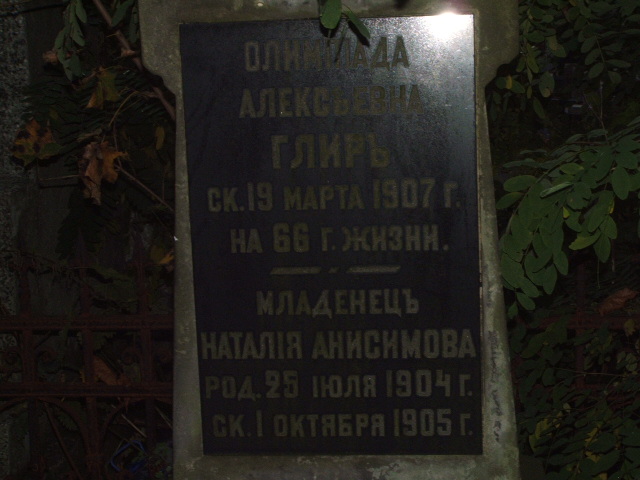 ОЛИМПІАДА
АЛЕКСѢЕВНА
ГЛИРЪ
СК. 19 МАРТА 1907 Г.
НА 66 Г. ЖИЗНИ.
МЛАДЕНЕЦЪ
НАТАЛІЯ АНИСИМОВА
РОД. 25 ІЮЛЯ 1904 Г.
СК. 1 ОКТЯБРЯ 1905 Г.